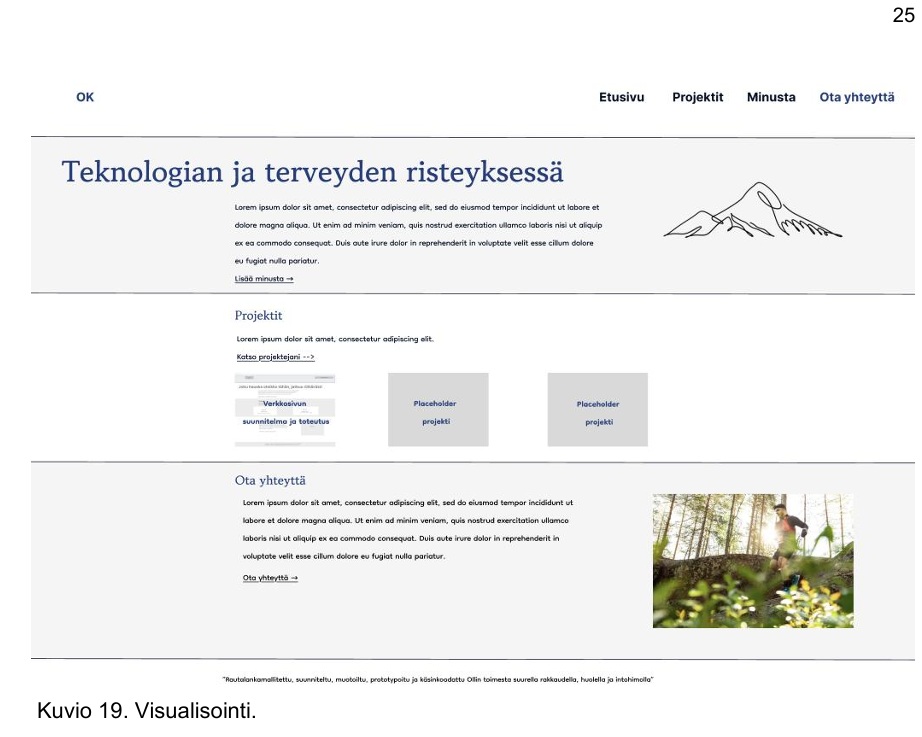 25
OK
Etusivu Projektit Minusta Ota yhteyttä
Teknologian ja terveyden risteyksessä
Lorem ipsum dolor sit amet, consectetur adipiscing elit, sed do eiusmod tempor incididunt ut labore et
dolore magna aliqua. Ut enim ad minim veniam, quis nostrud exercitation ullamco laboris nisi ut aliquip
ex ea commodo consequat. Duis aute irure dolor in reprehenderit in voluptate velit esse cillum dolore
eu fugiat nulla pariatur.
Lisää minusta →
Projektit
Lorem ipsum dolor sit amet, consectetur adipiscing elit.
Katso projektejani -->
Verkkosivun
suunnitelma ja toteutus
Placeholder
projekti
Placeholder
projekti
Ota yhteyttä
Lorem ipsum dolor sit amet, consectetur adipiscing elit, sed do eiusmod tempor incididunt ut
labore et dolore magna aliqua. Ut enim ad minim veniam, quis nostrud exercitation ullamco
laboris nisi ut aliquip ex ea commodo consequat. Duis aute irure dolor in reprehenderit in
voluptate velit esse cillum dolore eu fugiat nulla pariatur.
Ota yhteyttä →
"Rautalankamallitettu, suunniteltu, muotoiltu, prototypoitu ja käsinkoodattu Ollin toimesta suurella rakkaudella, huolella ja intohimolla"
Kuvio 19. Visualisointi.